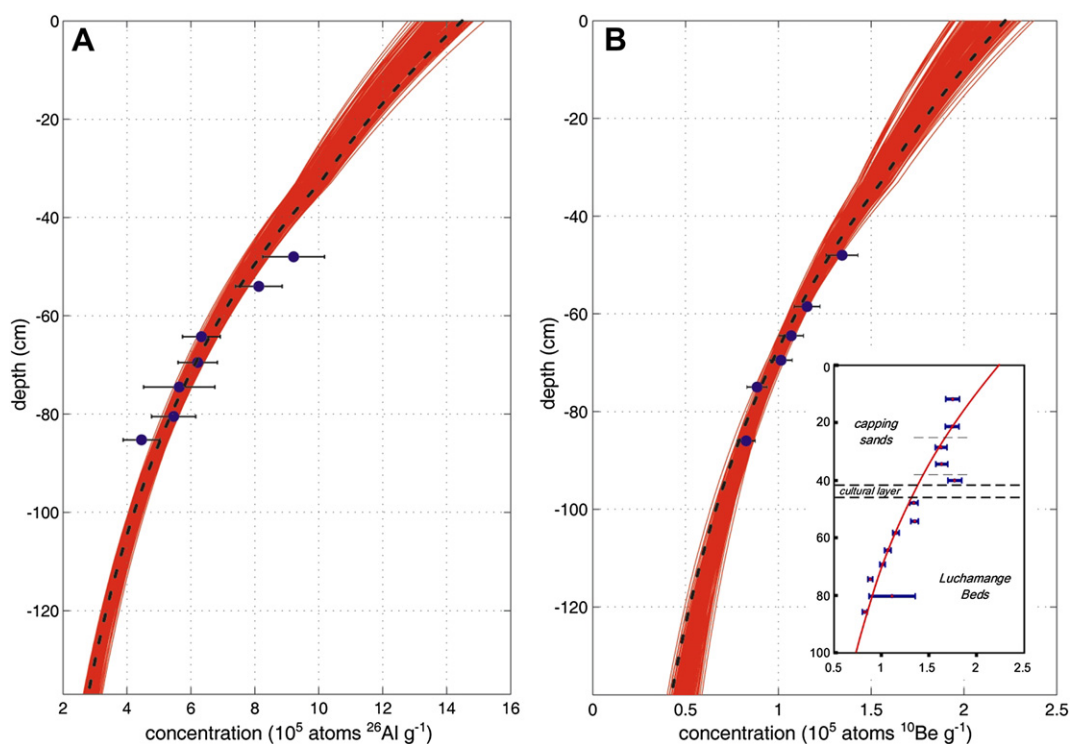 A
0
-20
-40
-60
-80
-100
-120
depth (cm)
2 4 6 8 10 12 14 16
concentration (10⁵ atoms ²⁶Al g⁻¹)
B
0
-20
-40
-60
-80
-100
-120
depth (cm)
0 0.5 1 1.5 2 2.5
concentration (10⁵ atoms ¹⁰Be g⁻¹)
0
20
40
60
80
100
capping
sands
cultural layer
Luchamange
Beds
0.5 1 1.5 2 2.5